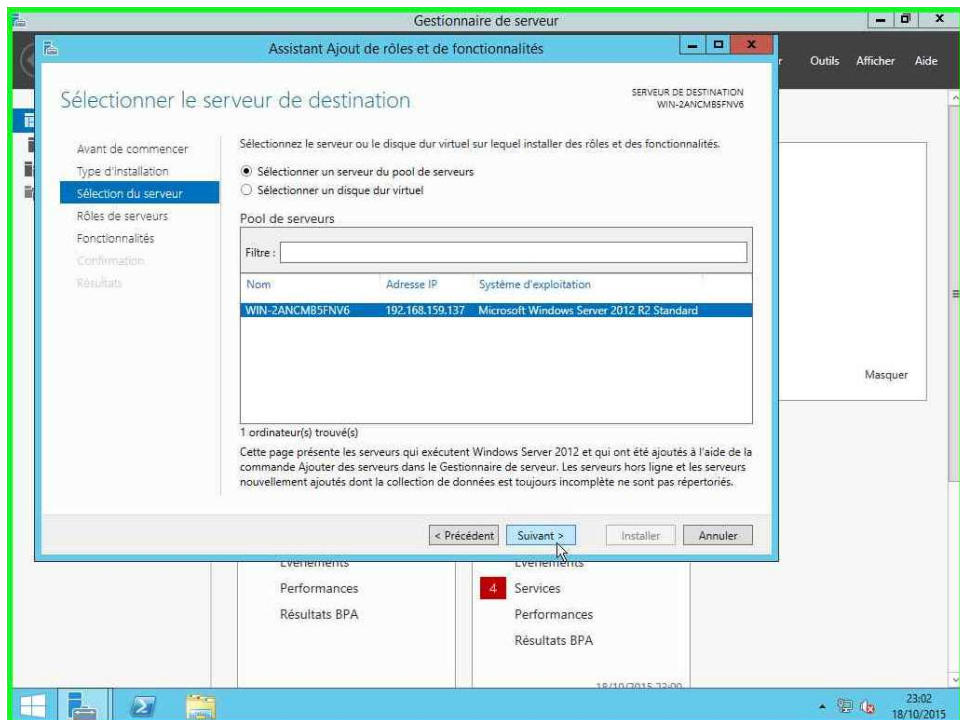 Gestionnaire de serveur
Outils Afficher Aide
Assistant Ajout de rôles et de fonctionnalités
Sélectionner le serveur de destination
SERVEUR DE DESTINATION
WIN-2ANCMB5FNV6
Avant de commencer
Type d'installation
Sélection du serveur
Rôles de serveurs
Fonctionnalités
Confirmation
Résultats
Sélectionnez le serveur ou le disque dur virtuel sur lequel installer des rôles et des fonctionnalités.
Sélectionner un serveur du pool de serveurs
Sélectionner un disque dur virtuel
Pool de serveurs
Filtre :
Nom Adresse IP Système d'exploitation
WIN-2ANCMB5FNV6 192.168.159.137 Microsoft Windows Server 2012 R2 Standard
1 ordinateur(s) trouvé(s)
Cette page présente les serveurs qui exécutent Windows Server 2012 et qui ont été ajoutés à l'aide de la
commande Ajouter des serveurs dans le Gestionnaire de serveur. Les serveurs hors ligne et les serveurs
nouvellement ajoutés dont la collection de données est toujours incomplète ne sont pas répertoriés.
< Précédent Suivant > Installer Annuler
Masquer
Événements
Performances
Résultats BPA
Événements
4 Services
Performances
Résultats BPA
18/10/2015 23:00
23:02
18/10/2015